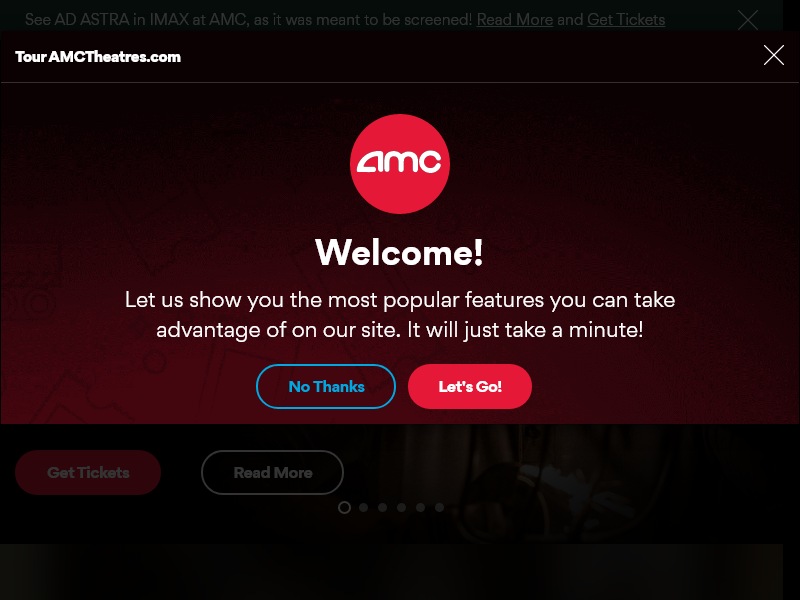 See AD ASTRA in IMAX at AMC, as it was meant to be screened! Read More and Get Tickets
Tour AMCTheatres.com
amc
Welcome!
Let us show you the most popular features you can take
advantage of on our site. It will just take a minute!
No Thanks
Let's Go!
Get Tickets
Read More